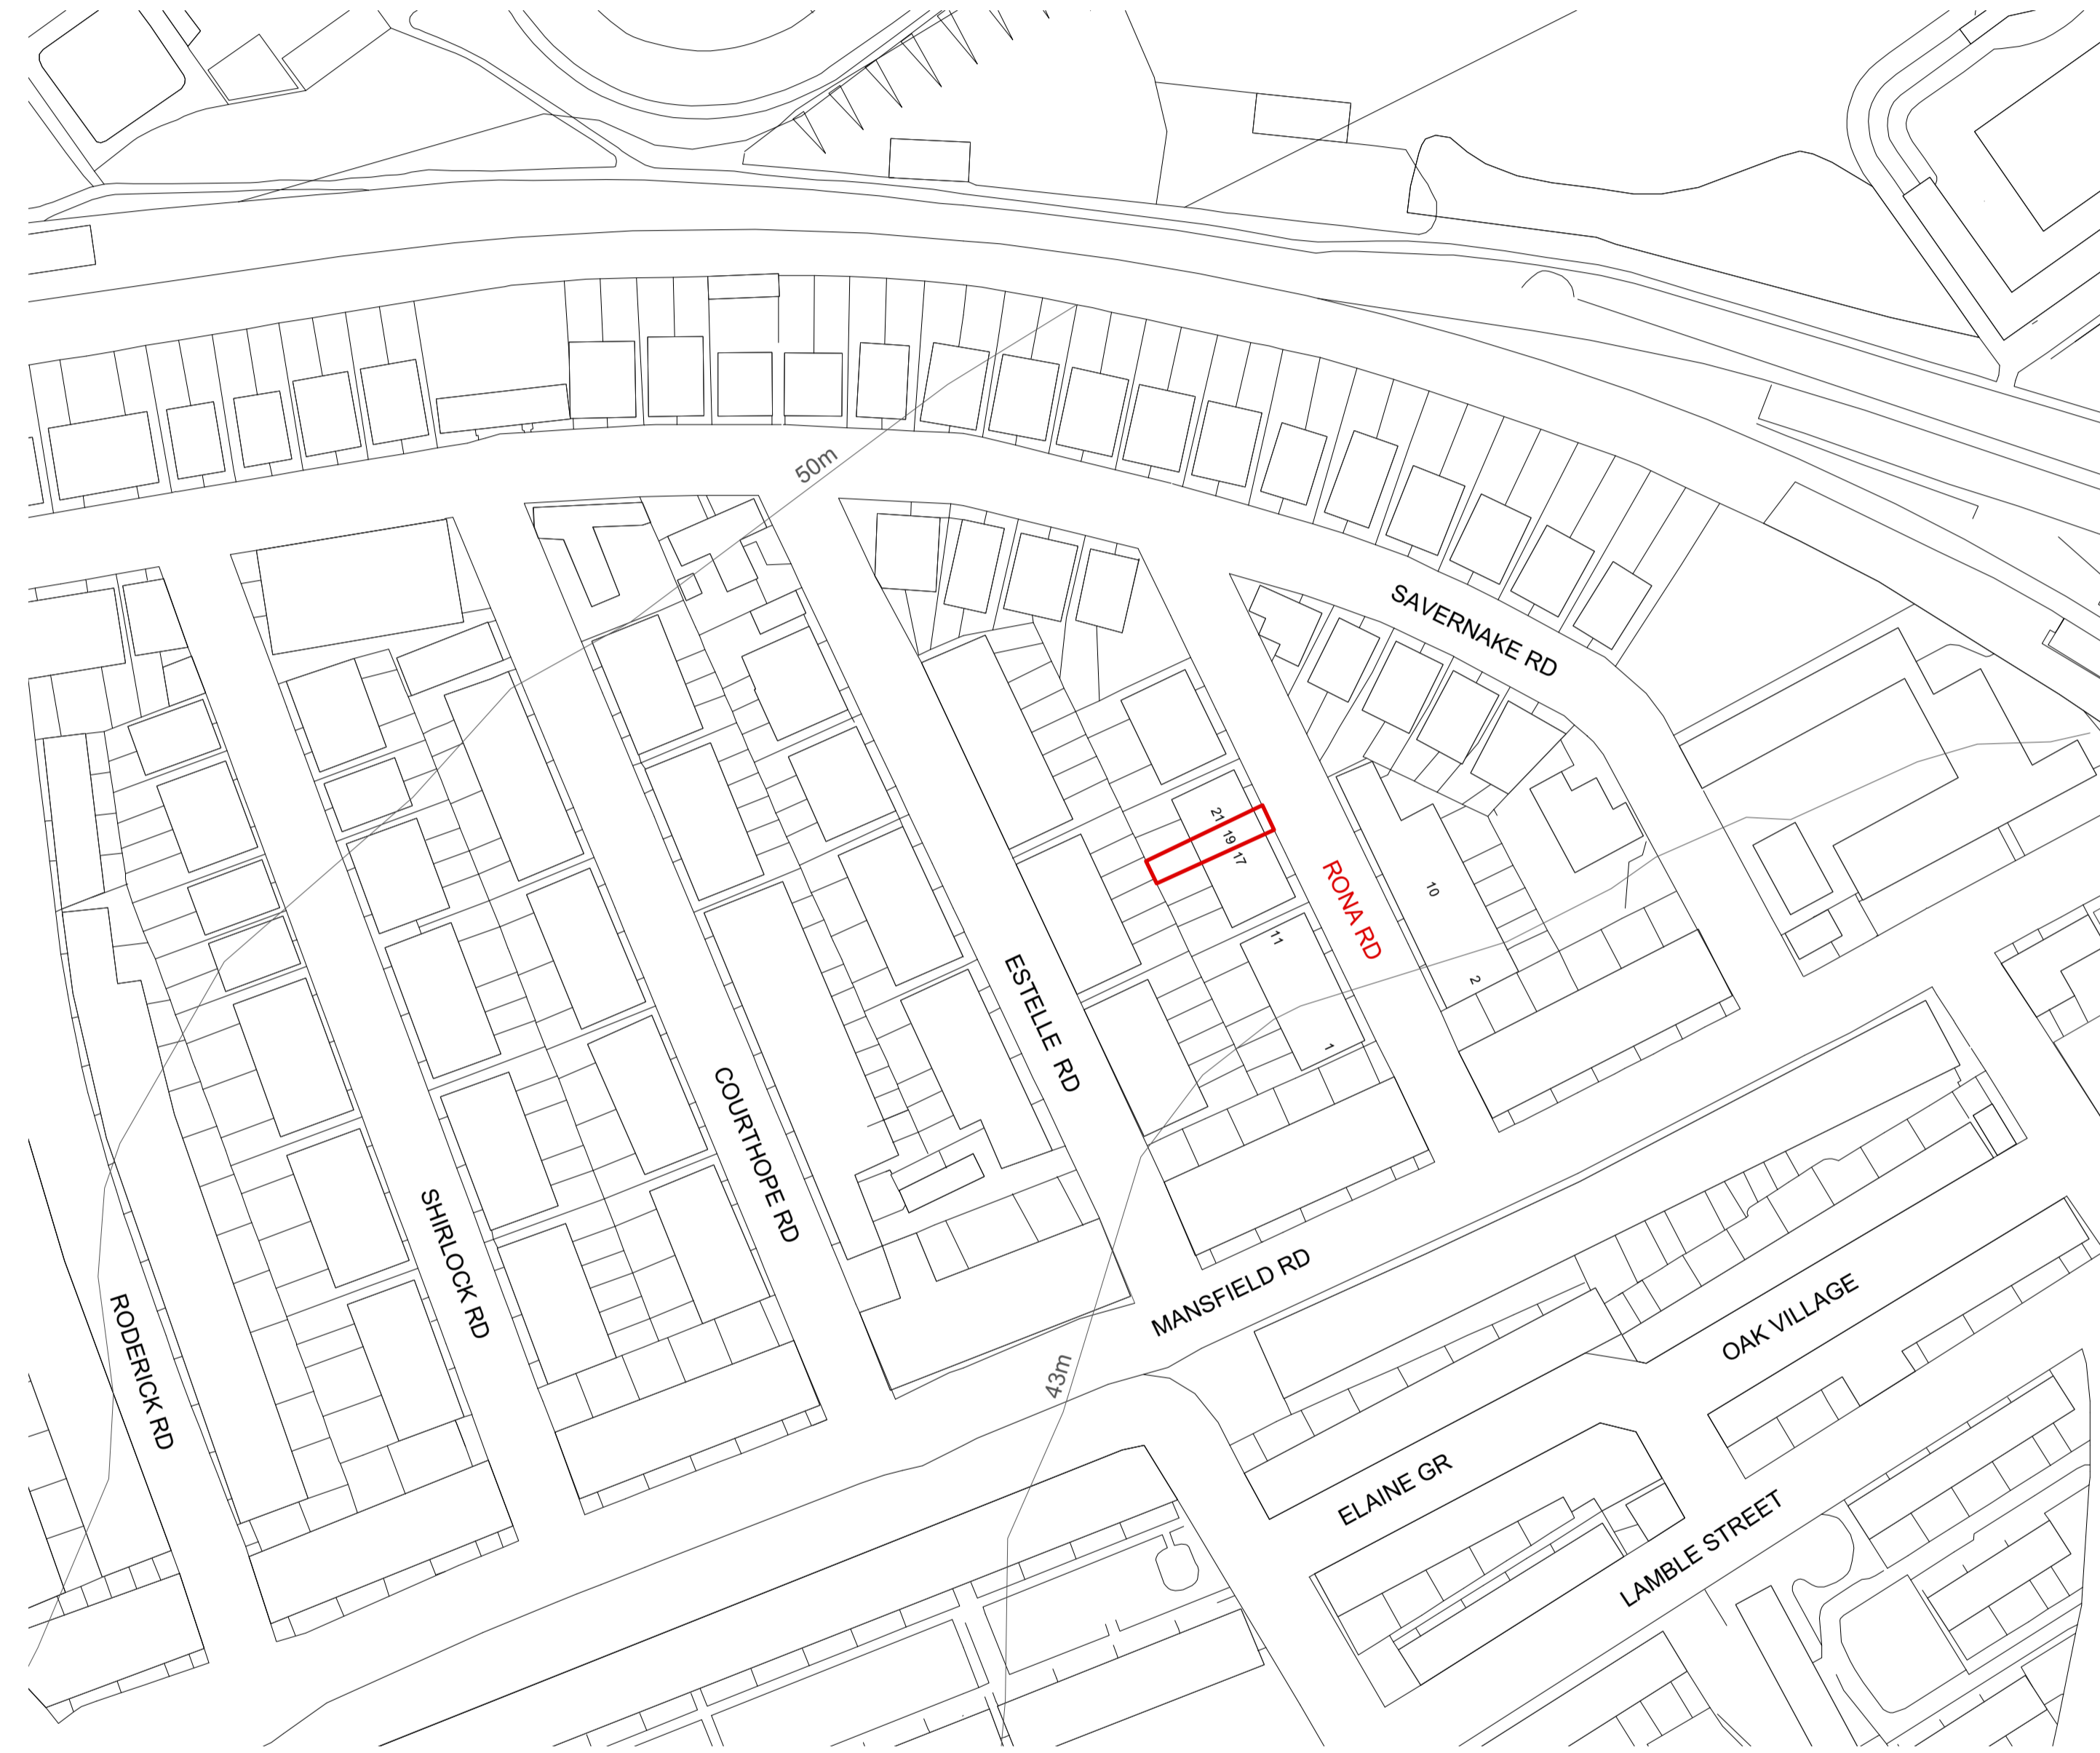 50m
SAVERNAKE RD
21
19
17
RONA RD
10
11
2
1
ESTELLE RD
COURTHOPE RD
SHIRLOCK RD
RODERICK RD
MANSFIELD RD
43m
OAK VILLAGE
ELAINE GR
LAMBLE STREET